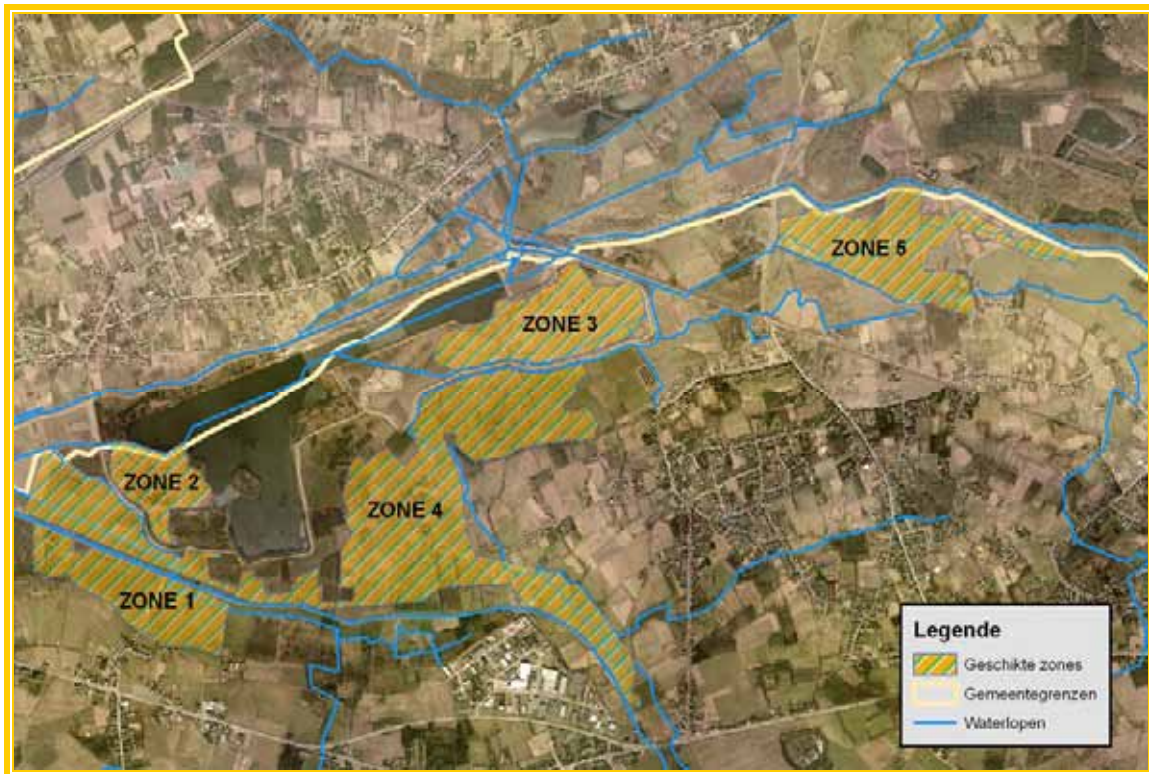 ZONE 5
ZONE 3
ZONE 2
ZONE 4
ZONE 1
Legende
Geschikte zones
Gemeentegrenzen
Waterlopen